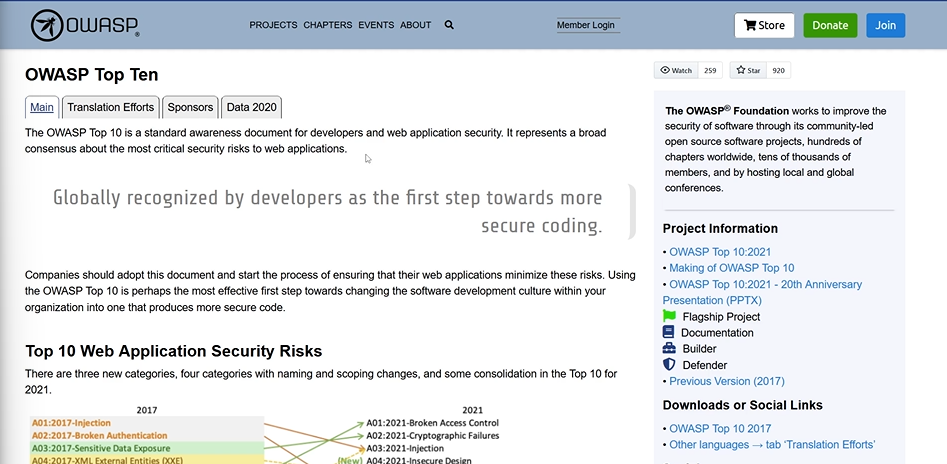 OWASP®
PROJECTS CHAPTERS EVENTS ABOUT
Member Login
Store
Donate
Join
OWASP Top Ten
Main
Translation Efforts
Sponsors
Data 2020
The OWASP Top 10 is a standard awareness document for developers and web application security. It represents a broad
consensus about the most critical security risks to web applications.
Globally recognized by developers as the first step towards more
secure coding.
Companies should adopt this document and start the process of ensuring that their web applications minimize these risks. Using
the OWASP Top 10 is perhaps the most effective first step towards changing the software development culture within your
organization into one that produces more secure code.
Top 10 Web Application Security Risks
There are three new categories, four categories with naming and scoping changes, and some consolidation in the Top 10 for
2021.
2017
A01:2017-Injection
A02:2017-Broken Authentication
A03:2017-Sensitive Data Exposure
A04:2017-XML External Entities (XXE)
2021
A01:2021-Broken Access Control
A02:2021-Cryptographic Failures
A03:2021-Injection
(New) A04:2021-Insecure Design
Watch 259
Star 920
The OWASP® Foundation works to improve the
security of software through its community-led
open source software projects, hundreds of
chapters worldwide, tens of thousands of
members, and by hosting local and global
conferences.
Project Information
• OWASP Top 10:2021
• Making of OWASP Top 10
• OWASP Top 10:2021 - 20th Anniversary
Presentation (PPTX)
Flagship Project
Documentation
Builder
Defender
• Previous Version (2017)
Downloads or Social Links
• OWASP Top 10 2017
• Other languages → tab ‘Translation Efforts’